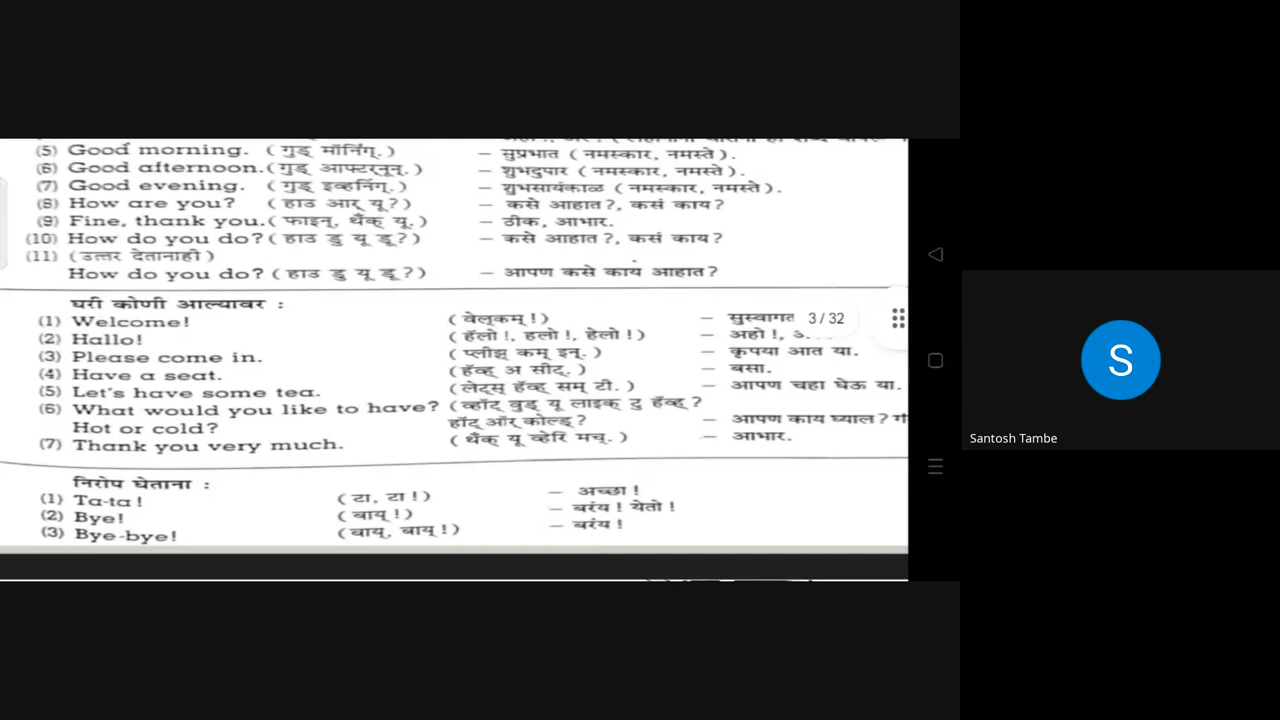 (5) Good morning. ( गुड् मॉर्निंग्. ) – सुप्रभात ( नमस्कार, नमस्ते ).
(6) Good afternoon. ( गुड् आफ्टरनून्. ) – शुभदुपार ( नमस्कार, नमस्ते ).
(7) Good evening. ( गुड् इव्हनिंग्. ) – शुभसायंकाळ ( नमस्कार, नमस्ते ).
(8) How are you? ( हाउ आर् यू? ) – कसे आहात?, कसं काय?
(9) Fine, thank you. ( फाइन्, थँक् यू. ) – ठीक, आभार.
(10) How do you do? ( हाउ डु यू डू? ) – कसे आहात?, कसं काय?
(11) ( उत्तर देतानाही )
How do you do? ( हाउ डु यू डू? ) – आपण कसे काय आहात?
घरी कोणी आल्यावर :
(1) Welcome! ( वेल्कम्! ) – सुस्वागत
(2) Hallo! ( हॅलो!, हलो!, हेलो! ) – अहो!,
(3) Please come in. ( प्लीझ् कम् इन्. ) – कृपया आत या.
(4) Have a seat. ( हॅव्ह् अ सीट्. ) – बसा.
(5) Let's have some tea. ( लेट्स् हॅव्ह् सम् टी. ) – आपण चहा घेऊ या.
(6) What would you like to have? ( व्हॉट् वुड् यू लाइक् टु हॅव्ह्?
Hot or cold? हॉट् ऑर् कोल्ड्? – आपण काय घ्याल?
(7) Thank you very much. ( थँक् यू व्हेरि मच्. ) – आभार.
निरोप घेताना :
(1) Ta-ta! ( टा, टा! ) – अच्छा!
(2) Bye! ( बाय्! ) – बरंय! येतो!
(3) Bye-bye! ( बाय्, बाय्! ) – बरंय!
3 / 32
S
Santosh Tambe